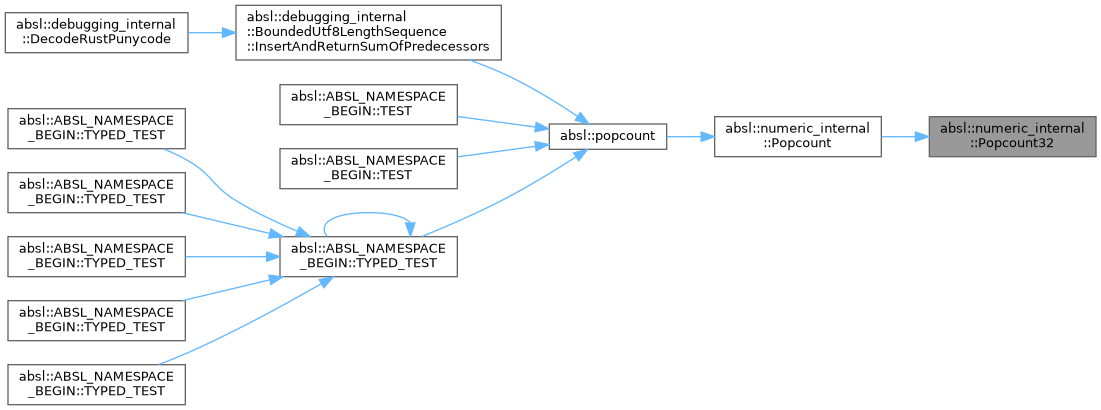 absl::debugging_internal
::DecodeRustPunycode
absl::debugging_internal
::BoundedUtf8LengthSequence
::InsertAndReturnSumOfPredecessors
absl::ABSL_NAMESPACE
_BEGIN::TEST
absl::ABSL_NAMESPACE
_BEGIN::TYPED_TEST
absl::popcount
absl::numeric_internal
::Popcount
absl::numeric_internal
::Popcount32
absl::ABSL_NAMESPACE
_BEGIN::TEST
absl::ABSL_NAMESPACE
_BEGIN::TYPED_TEST
absl::ABSL_NAMESPACE
_BEGIN::TYPED_TEST
absl::ABSL_NAMESPACE
_BEGIN::TYPED_TEST
absl::ABSL_NAMESPACE
_BEGIN::TYPED_TEST
absl::ABSL_NAMESPACE
_BEGIN::TYPED_TEST